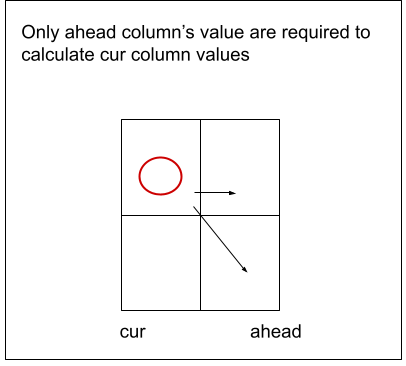 Only ahead column's value are required to
calculate cur column values
cur
ahead